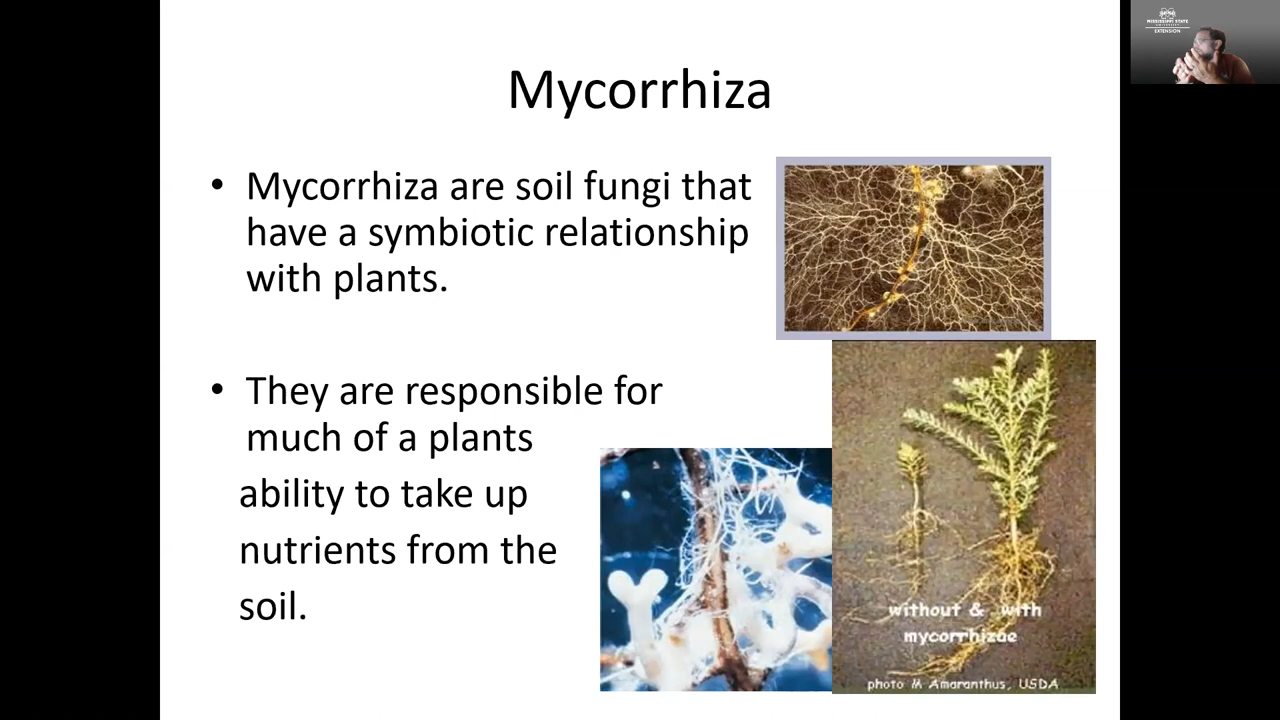 Mycorrhiza
• Mycorrhiza are soil fungi that
have a symbiotic relationship
with plants.
• They are responsible for
much of a plants
ability to take up
nutrients from the
soil.
without & with
mycorrhizae
photo M Amaranthus, USDA
MISSISSIPPI STATE
UNIVERSITY
EXTENSION